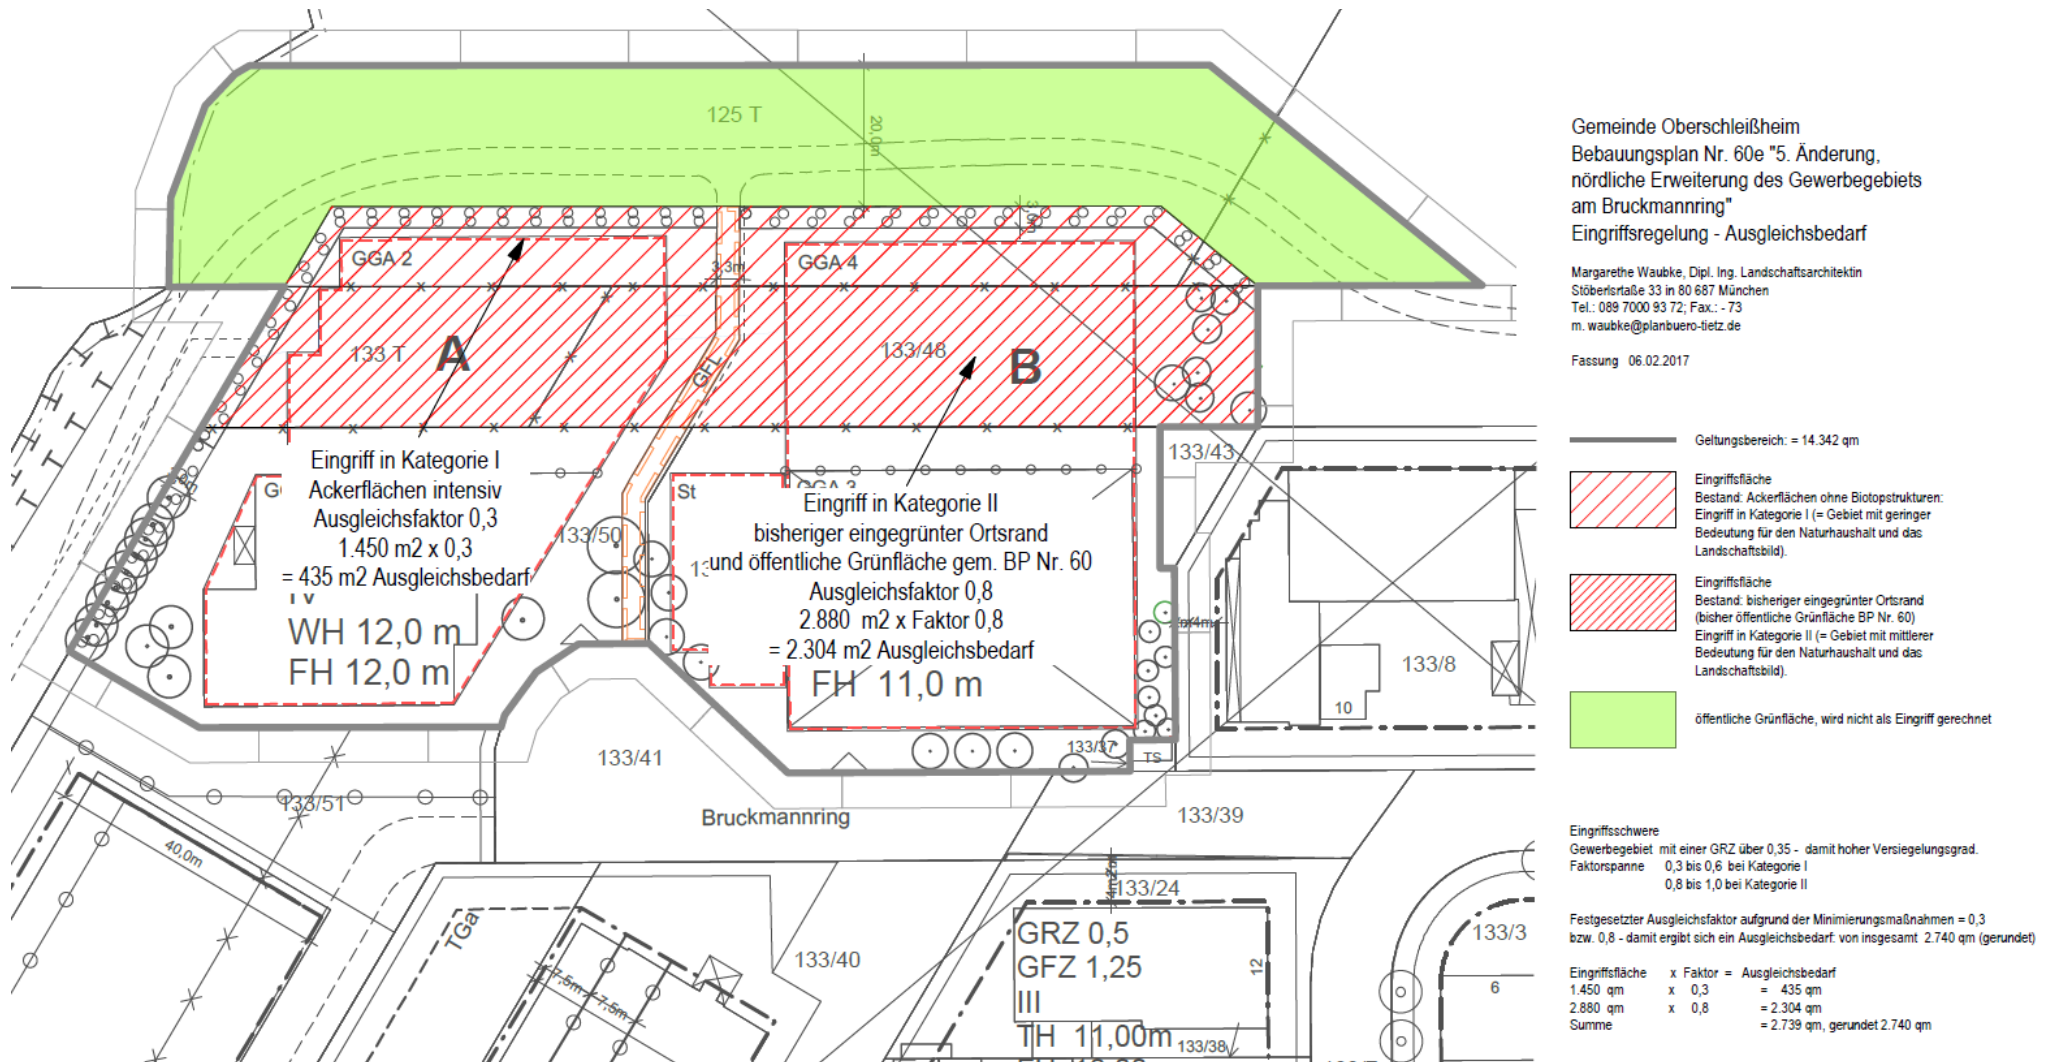 125 T
20,0m
3,0m
GGA 2
3,3m
GGA 4
133 T
A
GFL
133/48
B
133/43
Eingriff in Kategorie I
Ackerflächen intensiv
Ausgleichsfaktor 0,3
1.450 m2 x 0,3
= 435 m2 Ausgleichsbedarf
WH 12,0 m
FH 12,0 m
133/50
St
GGA 3
Eingriff in Kategorie II
bisheriger eingegrünter Ortsrand
und öffentliche Grünfläche gem. BP Nr. 60
Ausgleichsfaktor 0,8
2.880 m2 x Faktor 0,8
= 2.304 m2 Ausgleichsbedarf
FH 11,0 m
133/8
10
133/37
TS
133/41
133/51
Bruckmannring
133/39
40,0m
TGa
7,5m
7,5m
133/40
133/24
GRZ 0,5
GFZ 1,25
III
TH 11,00m
12
133/38
133/3
6
Gemeinde Oberschleißheim
Bebauungsplan Nr. 60e "5. Änderung,
nördliche Erweiterung des Gewerbegebiets
am Bruckmannring"
Eingriffsregelung - Ausgleichsbedarf
Margarethe Waubke, Dipl. Ing. Landschaftsarchitektin
Stöberlsrtaße 33 in 80 687 München
Tel.: 089 7000 93 72; Fax.: - 73
m. waubke@planbuero-tietz.de
Fassung 06.02.2017
Geltungsbereich: = 14.342 qm
Eingriffsfläche
Bestand: Ackerflächen ohne Biotopstrukturen:
Eingriff in Kategorie I (= Gebiet mit geringer
Bedeutung für den Naturhaushalt und das
Landschaftsbild).
Eingriffsfläche
Bestand: bisheriger eingegrünter Ortsrand
(bisher öffentliche Grünfläche BP Nr. 60)
Eingriff in Kategorie II (= Gebiet mit mittlerer
Bedeutung für den Naturhaushalt und das
Landschaftsbild).
öffentliche Grünfläche, wird nicht als Eingriff gerechnet
Eingriffsschwere
Gewerbegebiet mit einer GRZ über 0,35 - damit hoher Versiegelungsgrad.
Faktorspanne 0,3 bis 0,6 bei Kategorie I
0,8 bis 1,0 bei Kategorie II
Festgesetzter Ausgleichsfaktor aufgrund der Minimierungsmaßnahmen = 0,3
bzw. 0,8 - damit ergibt sich ein Ausgleichsbedarf: von insgesamt 2.740 qm (gerundet)
Eingriffsfläche x Faktor = Ausgleichsbedarf
1.450 qm x 0,3 = 435 qm
2.880 qm x 0,8 = 2.304 qm
Summe = 2.739 qm, gerundet 2.740 qm